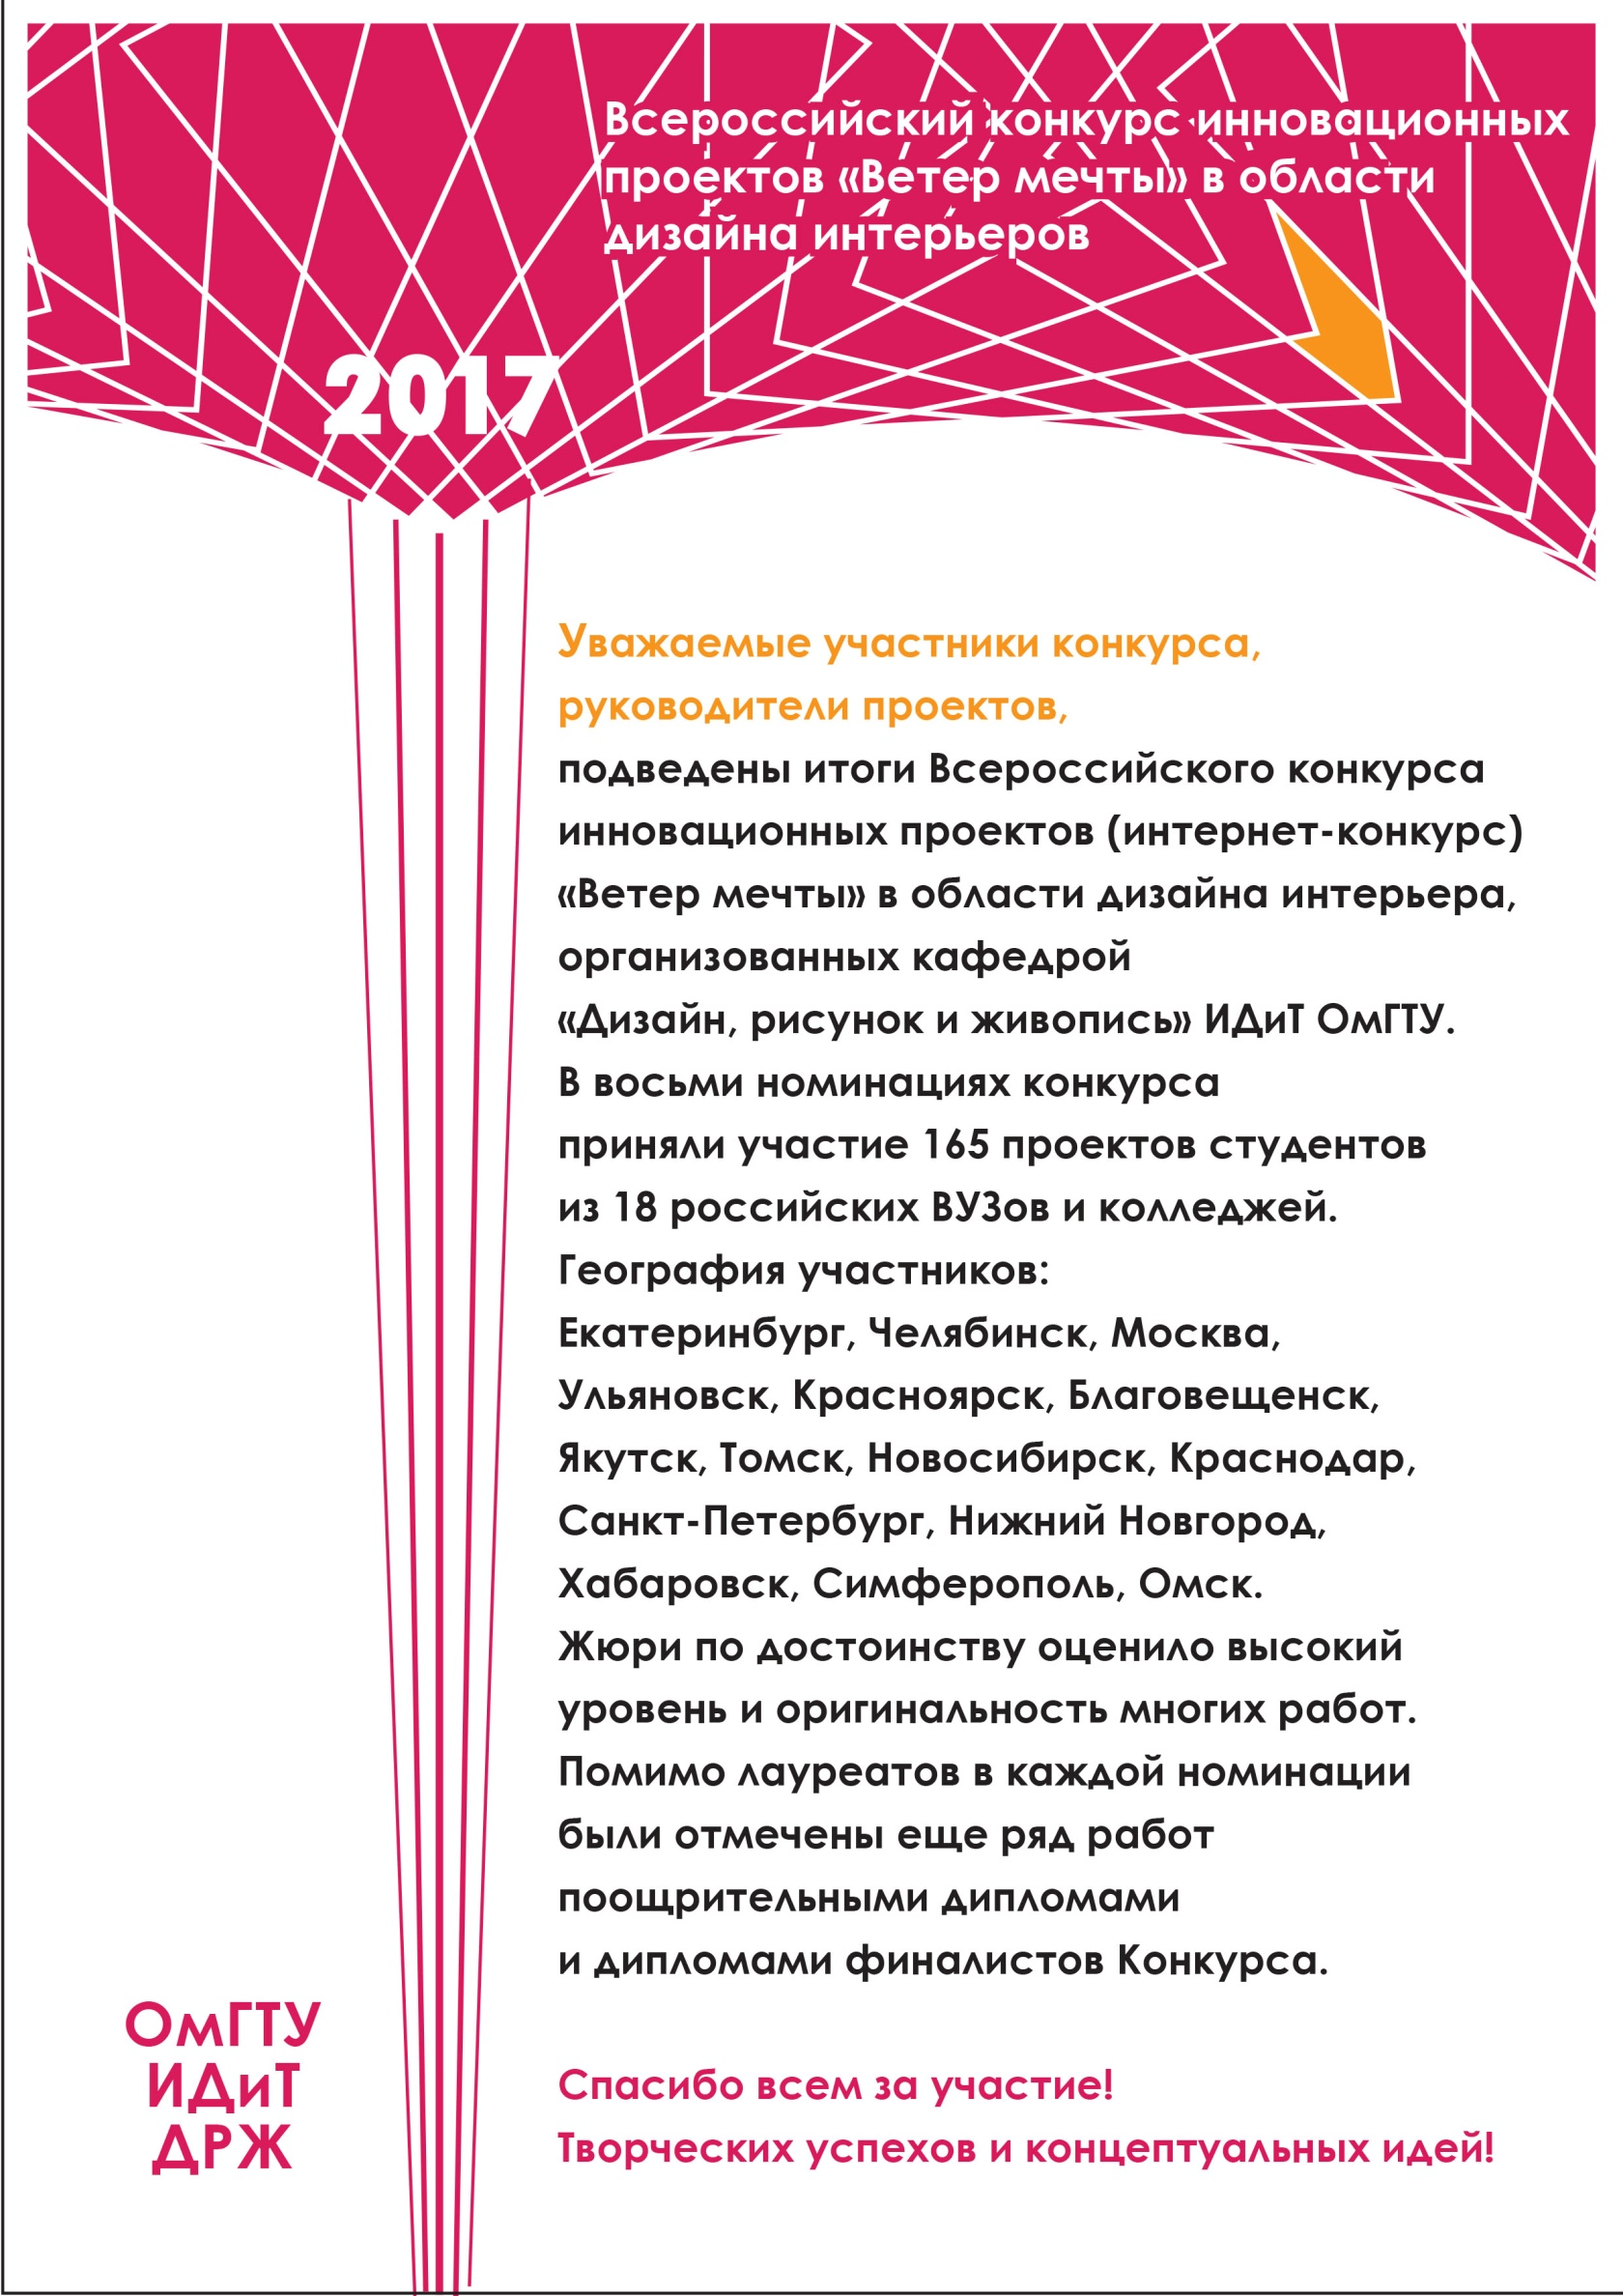 Всероссийский конкурс инновационных
проектов «Ветер мечты» в области
дизайна интерьеров
2017
Уважаемые участники конкурса,
руководители проектов,
подведены итоги Всероссийского конкурса
инновационных проектов (интернет-конкурс)
«Ветер мечты» в области дизайна интерьера,
организованных кафедрой
«Дизайн, рисунок и живопись» ИДиТ ОмГТУ.
В восьми номинациях конкурса
приняли участие 165 проектов студентов
из 18 российских ВУЗов и колледжей.
География участников:
Екатеринбург, Челябинск, Москва,
Ульяновск, Красноярск, Благовещенск,
Якутск, Томск, Новосибирск, Краснодар,
Санкт-Петербург, Нижний Новгород,
Хабаровск, Симферополь, Омск.
Жюри по достоинству оценило высокий
уровень и оригинальность многих работ.
Помимо лауреатов в каждой номинации
были отмечены еще ряд работ
поощрительными дипломами
и дипломами финалистов Конкурса.
Спасибо всем за участие!
Творческих успехов и концептуальных идей!
ОмГТУ
ИДиТ
ДРЖ